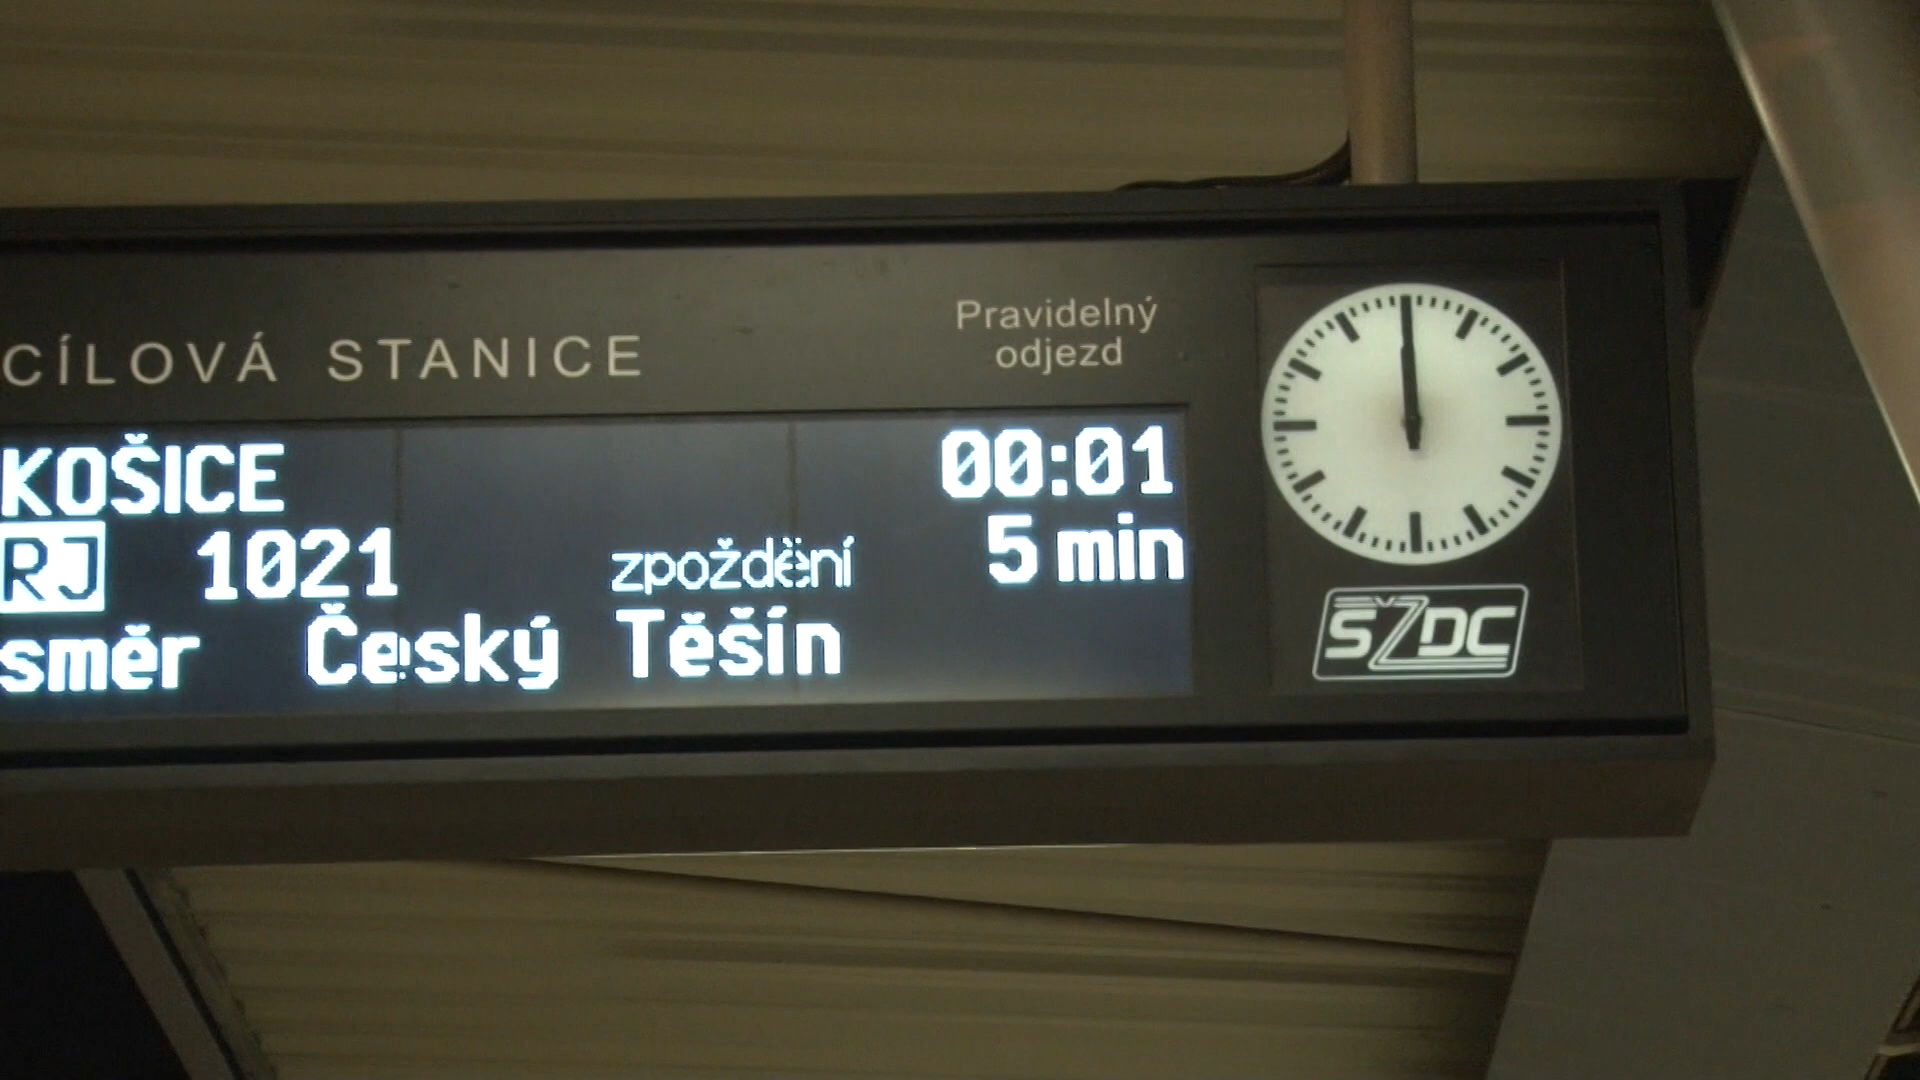 CÍLOVÁ STANICE
Pravidelný
odjezd
KOŠICE 00:01
RJ 1021 zpoždění 5 min
směr Český Těšín
SŽDC